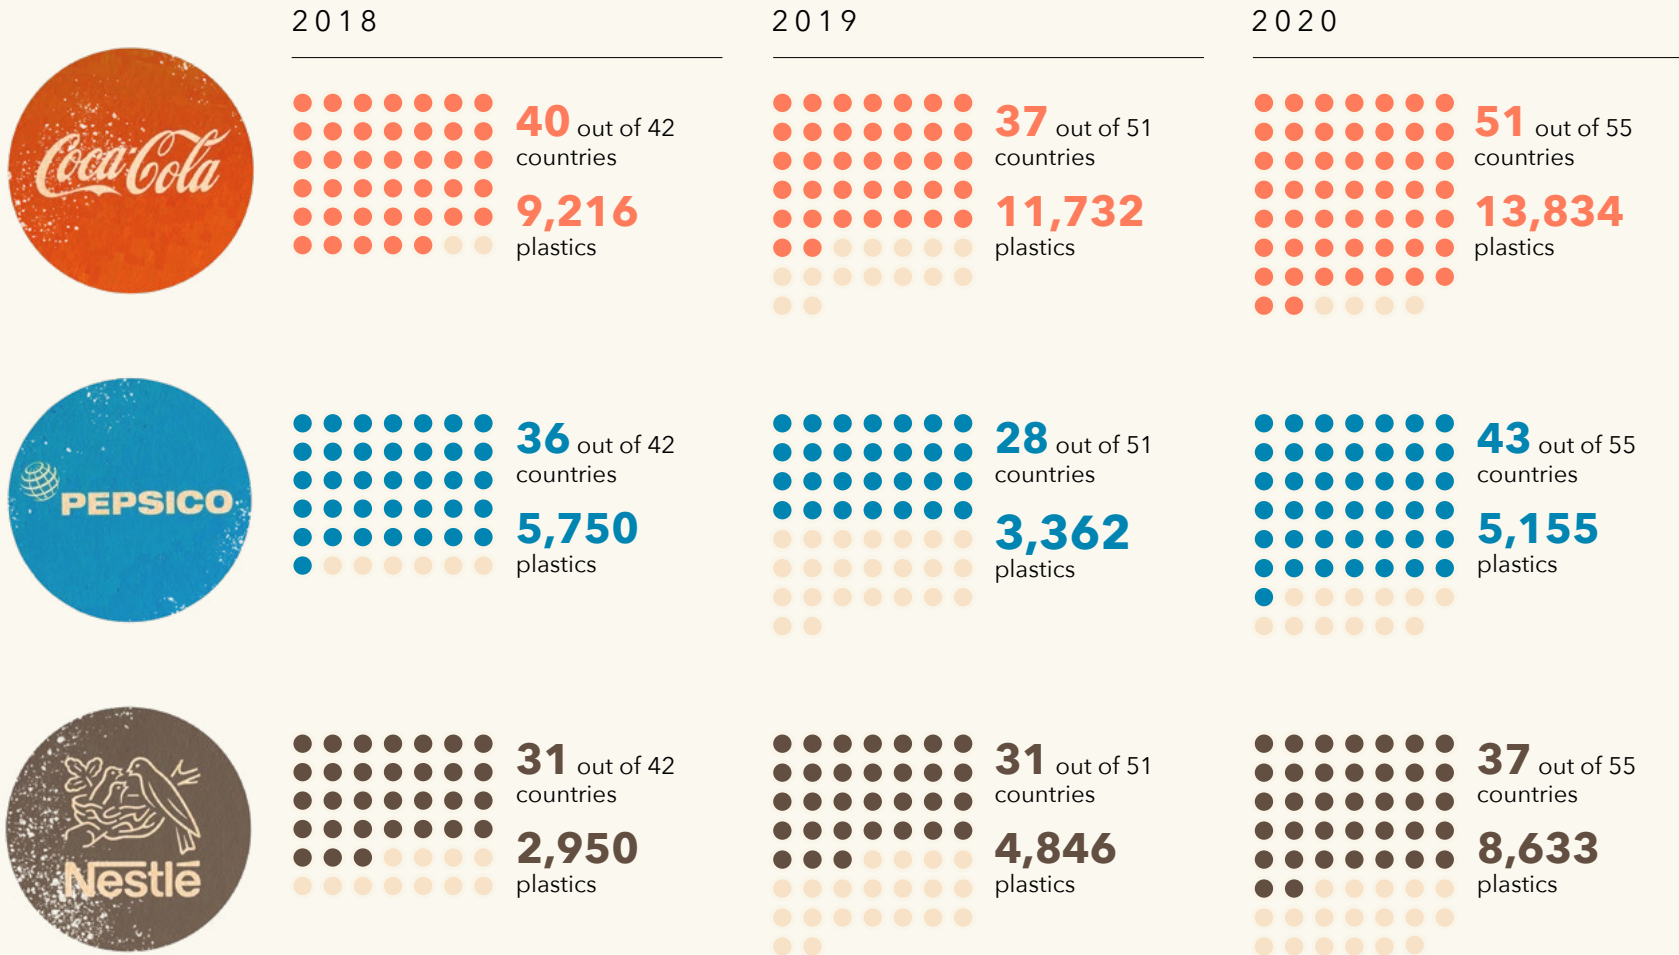 2018
2019
2020
Coca-Cola
40 out of 42
countries
9,216
plastics
37 out of 51
countries
11,732
plastics
51 out of 55
countries
13,834
plastics
PEPSICO
36 out of 42
countries
5,750
plastics
28 out of 51
countries
3,362
plastics
43 out of 55
countries
5,155
plastics
Nestlé
31 out of 42
countries
2,950
plastics
31 out of 51
countries
4,846
plastics
37 out of 55
countries
8,633
plastics